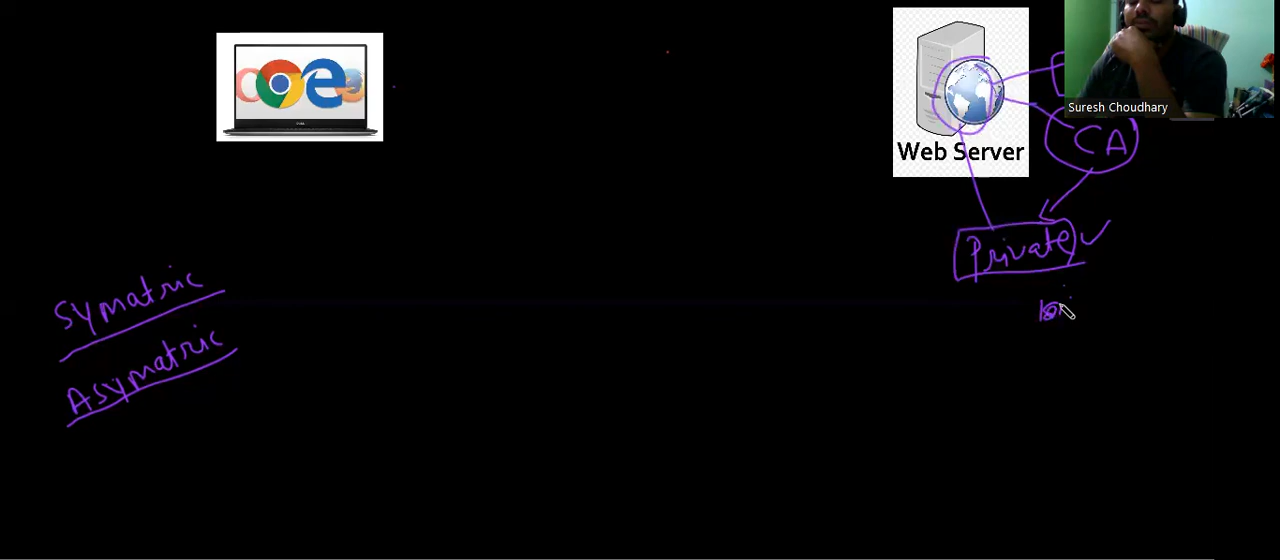 Suresh Choudhary
CA
Web Server
Private
Symatric
Asymatric